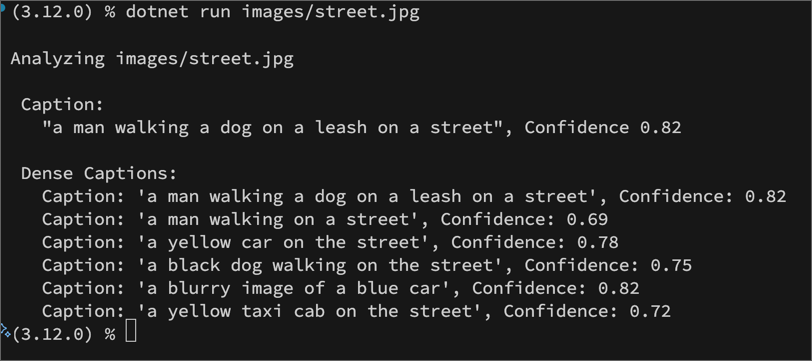 (3.12.0) % dotnet run images/street.jpg
Analyzing images/street.jpg
Caption:
"a man walking a dog on a leash on a street", Confidence 0.82
Dense Captions:
Caption: 'a man walking a dog on a leash on a street', Confidence: 0.82
Caption: 'a man walking on a street', Confidence: 0.69
Caption: 'a yellow car on the street', Confidence: 0.78
Caption: 'a black dog walking on the street', Confidence: 0.75
Caption: 'a blurry image of a blue car', Confidence: 0.82
Caption: 'a yellow taxi cab on the street', Confidence: 0.72
(3.12.0) %